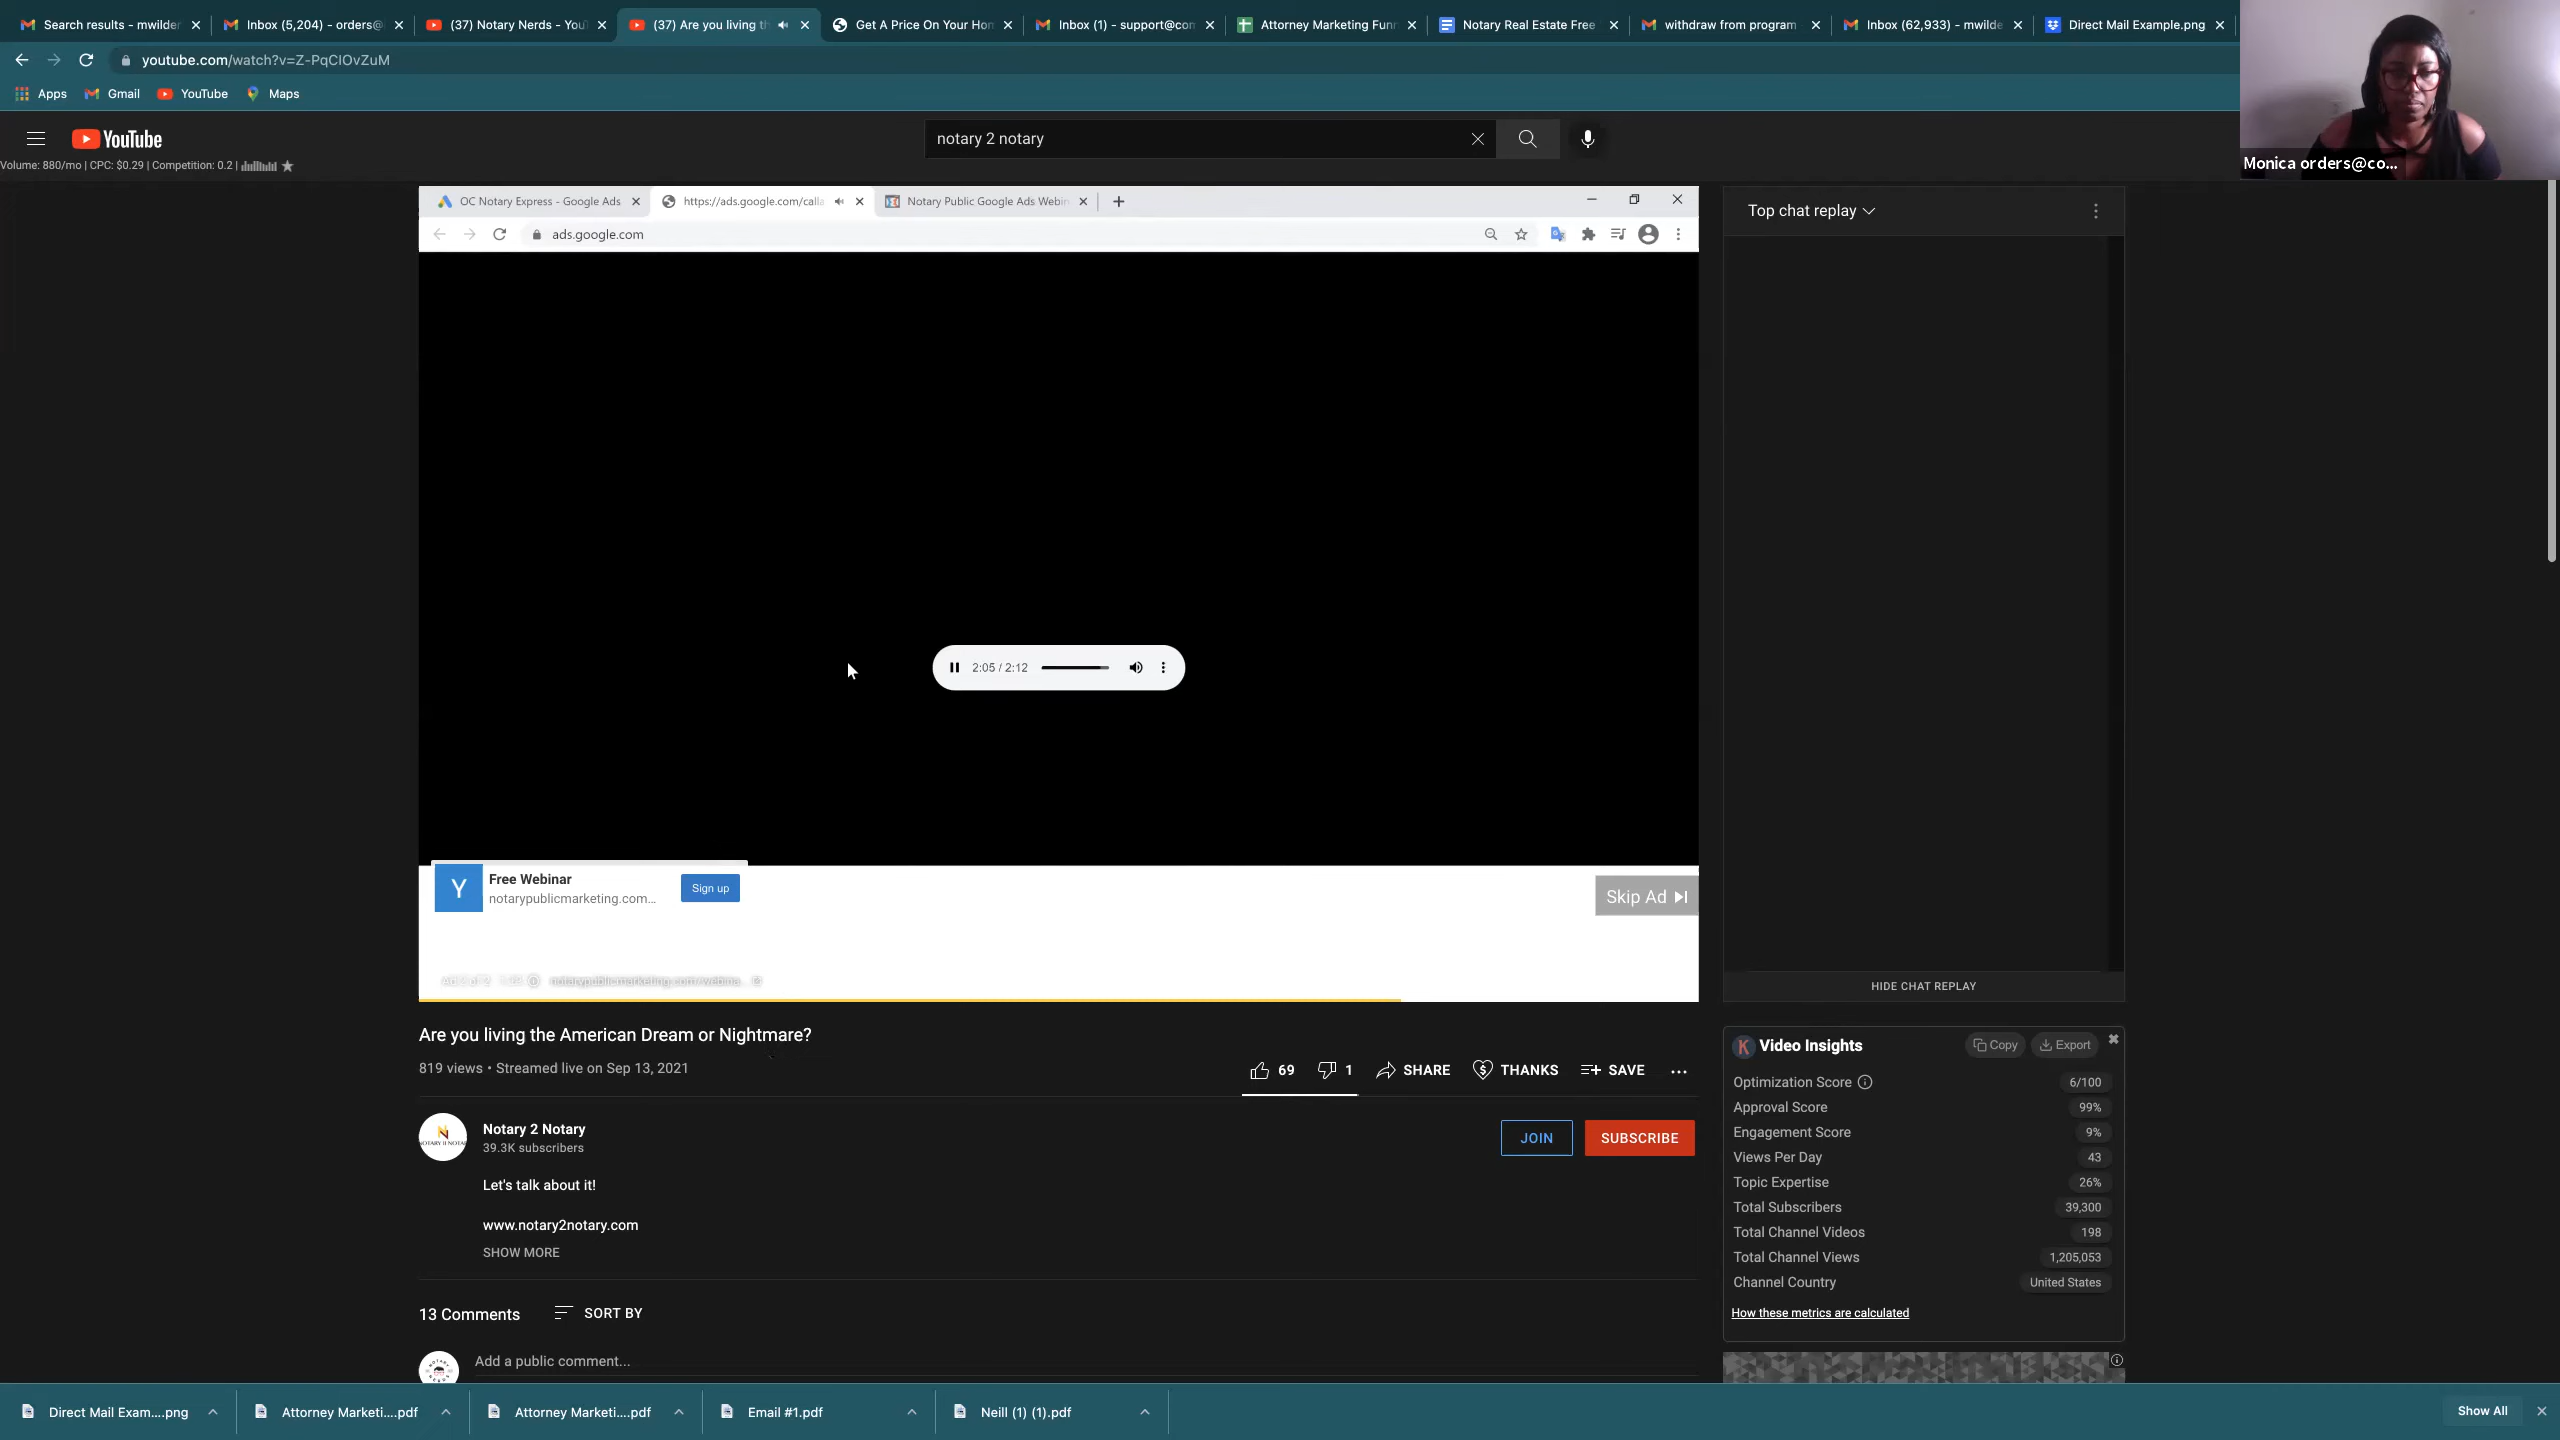 Search results - mwilder
Inbox (5,204) - orders@
(37) Notary Nerds - You
(37) Are you living th
Get A Price On Your Hom
Inbox (1) - support@con
Attorney Marketing Funn
Notary Real Estate Free
withdraw from program
Inbox (62,933) - mwilde
Direct Mail Example.png
youtube.com/watch?v=Z-PqClOvZuM
Apps
Gmail
YouTube
Maps
Monica orders@co...
YouTube
notary 2 notary
Volume: 880/mo | CPC: $0.29 | Competition: 0.2 |
OC Notary Express - Google Ads
https://ads.google.com/calla
Notary Public Google Ads Webin
ads.google.com
2:05 / 2:12
Free Webinar
notarypublicmarketing.com...
Sign up
Skip Ad
notarypublicmarketing.com/webina...
Top chat replay
HIDE CHAT REPLAY
Are you living the American Dream or Nightmare?
819 views • Streamed live on Sep 13, 2021
69
1
SHARE
THANKS
SAVE
Notary 2 Notary
39.3K subscribers
JOIN
SUBSCRIBE
Let's talk about it!
www.notary2notary.com
SHOW MORE
13 Comments
SORT BY
Add a public comment...
K Video Insights
Copy
Export
Optimization Score 6/100
Approval Score 99%
Engagement Score 9%
Views Per Day 43
Topic Expertise 26%
Total Subscribers 39,300
Total Channel Videos 198
Total Channel Views 1,205,053
Channel Country United States
How these metrics are calculated
Direct Mail Exam....png
Attorney Marketi....pdf
Attorney Marketi....pdf
Email #1.pdf
Neill (1) (1).pdf
Show All